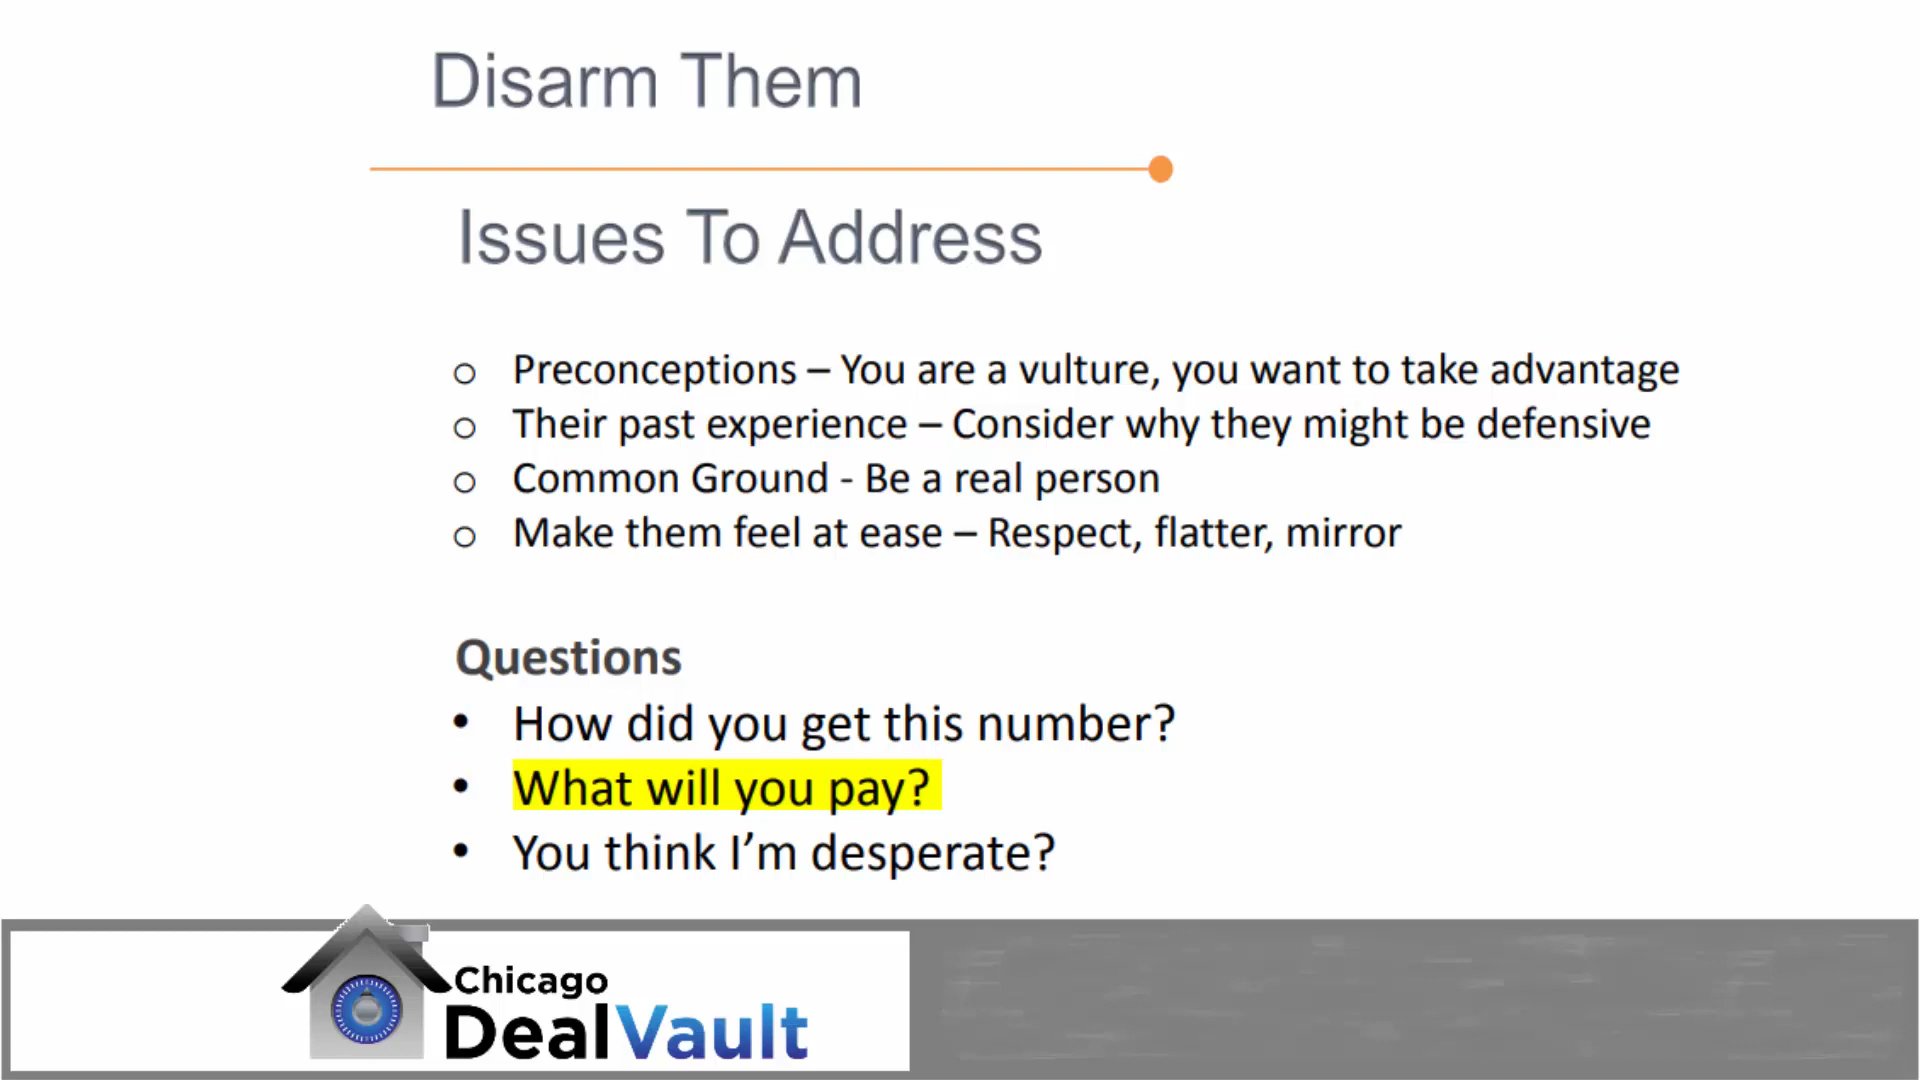 Disarm Them
Issues To Address
o Preconceptions – You are a vulture, you want to take advantage
o Their past experience – Consider why they might be defensive
o Common Ground - Be a real person
o Make them feel at ease – Respect, flatter, mirror
Questions
• How did you get this number?
• What will you pay?
• You think I’m desperate?
Chicago
DealVault